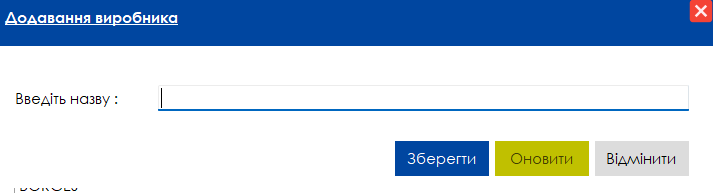 Додавання виробника
Введіть назву :
Зберегти Оновити Відмінити